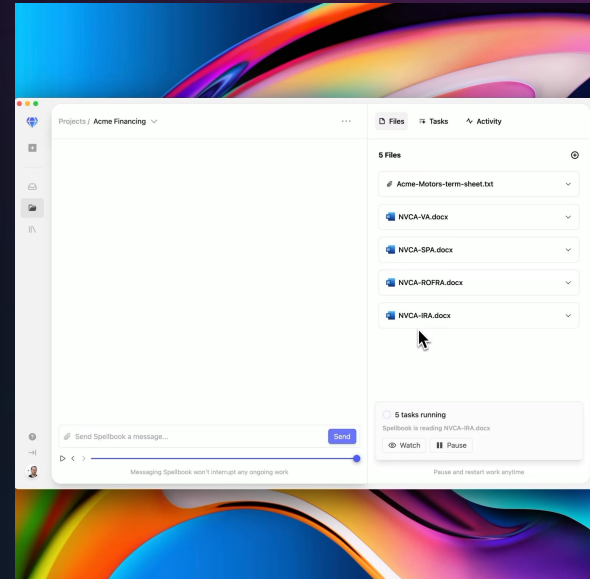 Projects / Acme Financing
Files
Tasks
Activity
5 Files
Acme-Motors-term-sheet.txt
NVCA-VA.docx
NVCA-SPA.docx
NVCA-ROFRA.docx
NVCA-IRA.docx
5 tasks running
Spellbook is reading NVCA-IRA.docx
Watch
Pause
Send Spellbook a message...
Send
Messaging Spellbook won't interrupt any ongoing work
Pause and restart work anytime